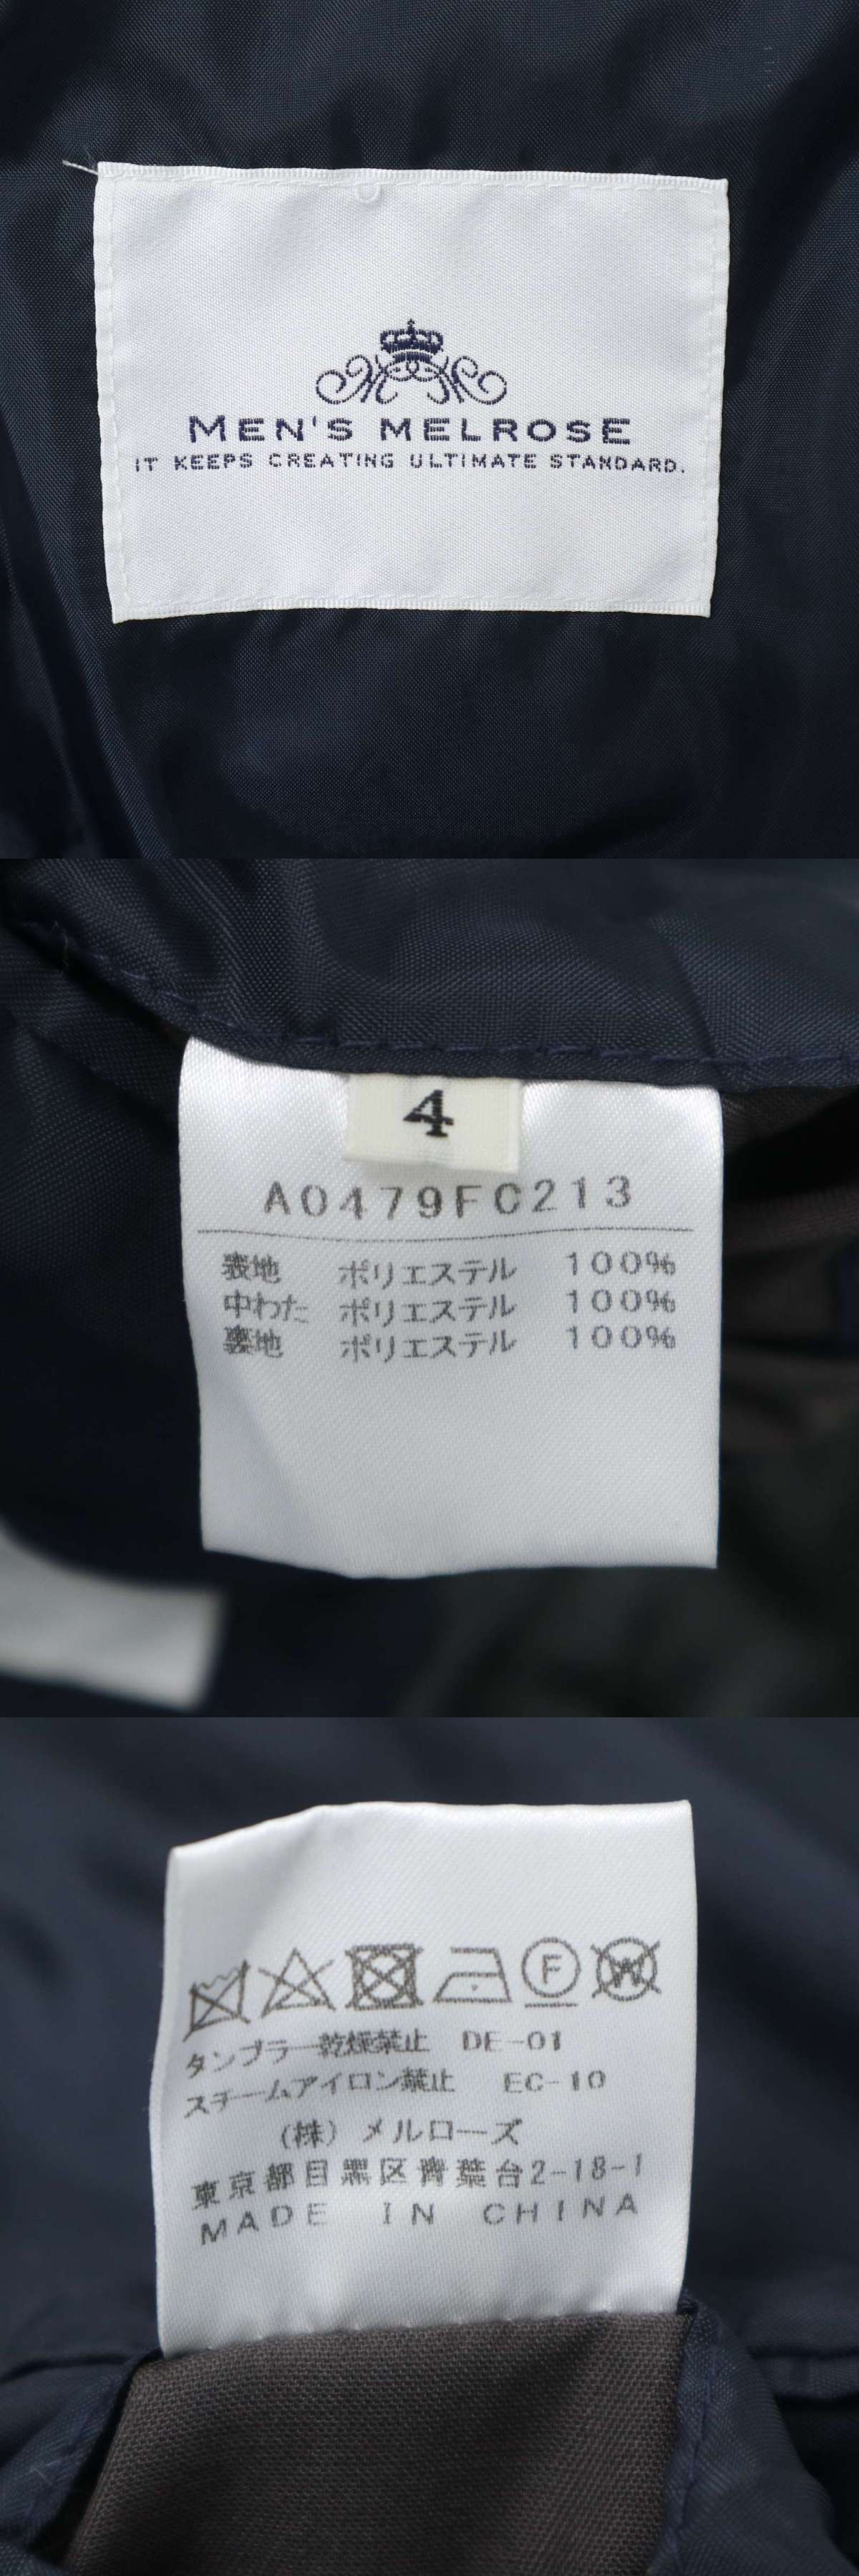 MEN'S MELROSE
IT KEEPS CREATING ULTIMATE STANDARD.
4
A0479FC213
表地 ポリエステル 100%
中わた ポリエステル 100%
裏地 ポリエステル 100%
F W
タンブラー乾燥禁止 DE-01
スチームアイロン禁止 EC-10
(株) メルローズ
東京都目黒区青葉台2-18-1
MADE IN CHINA